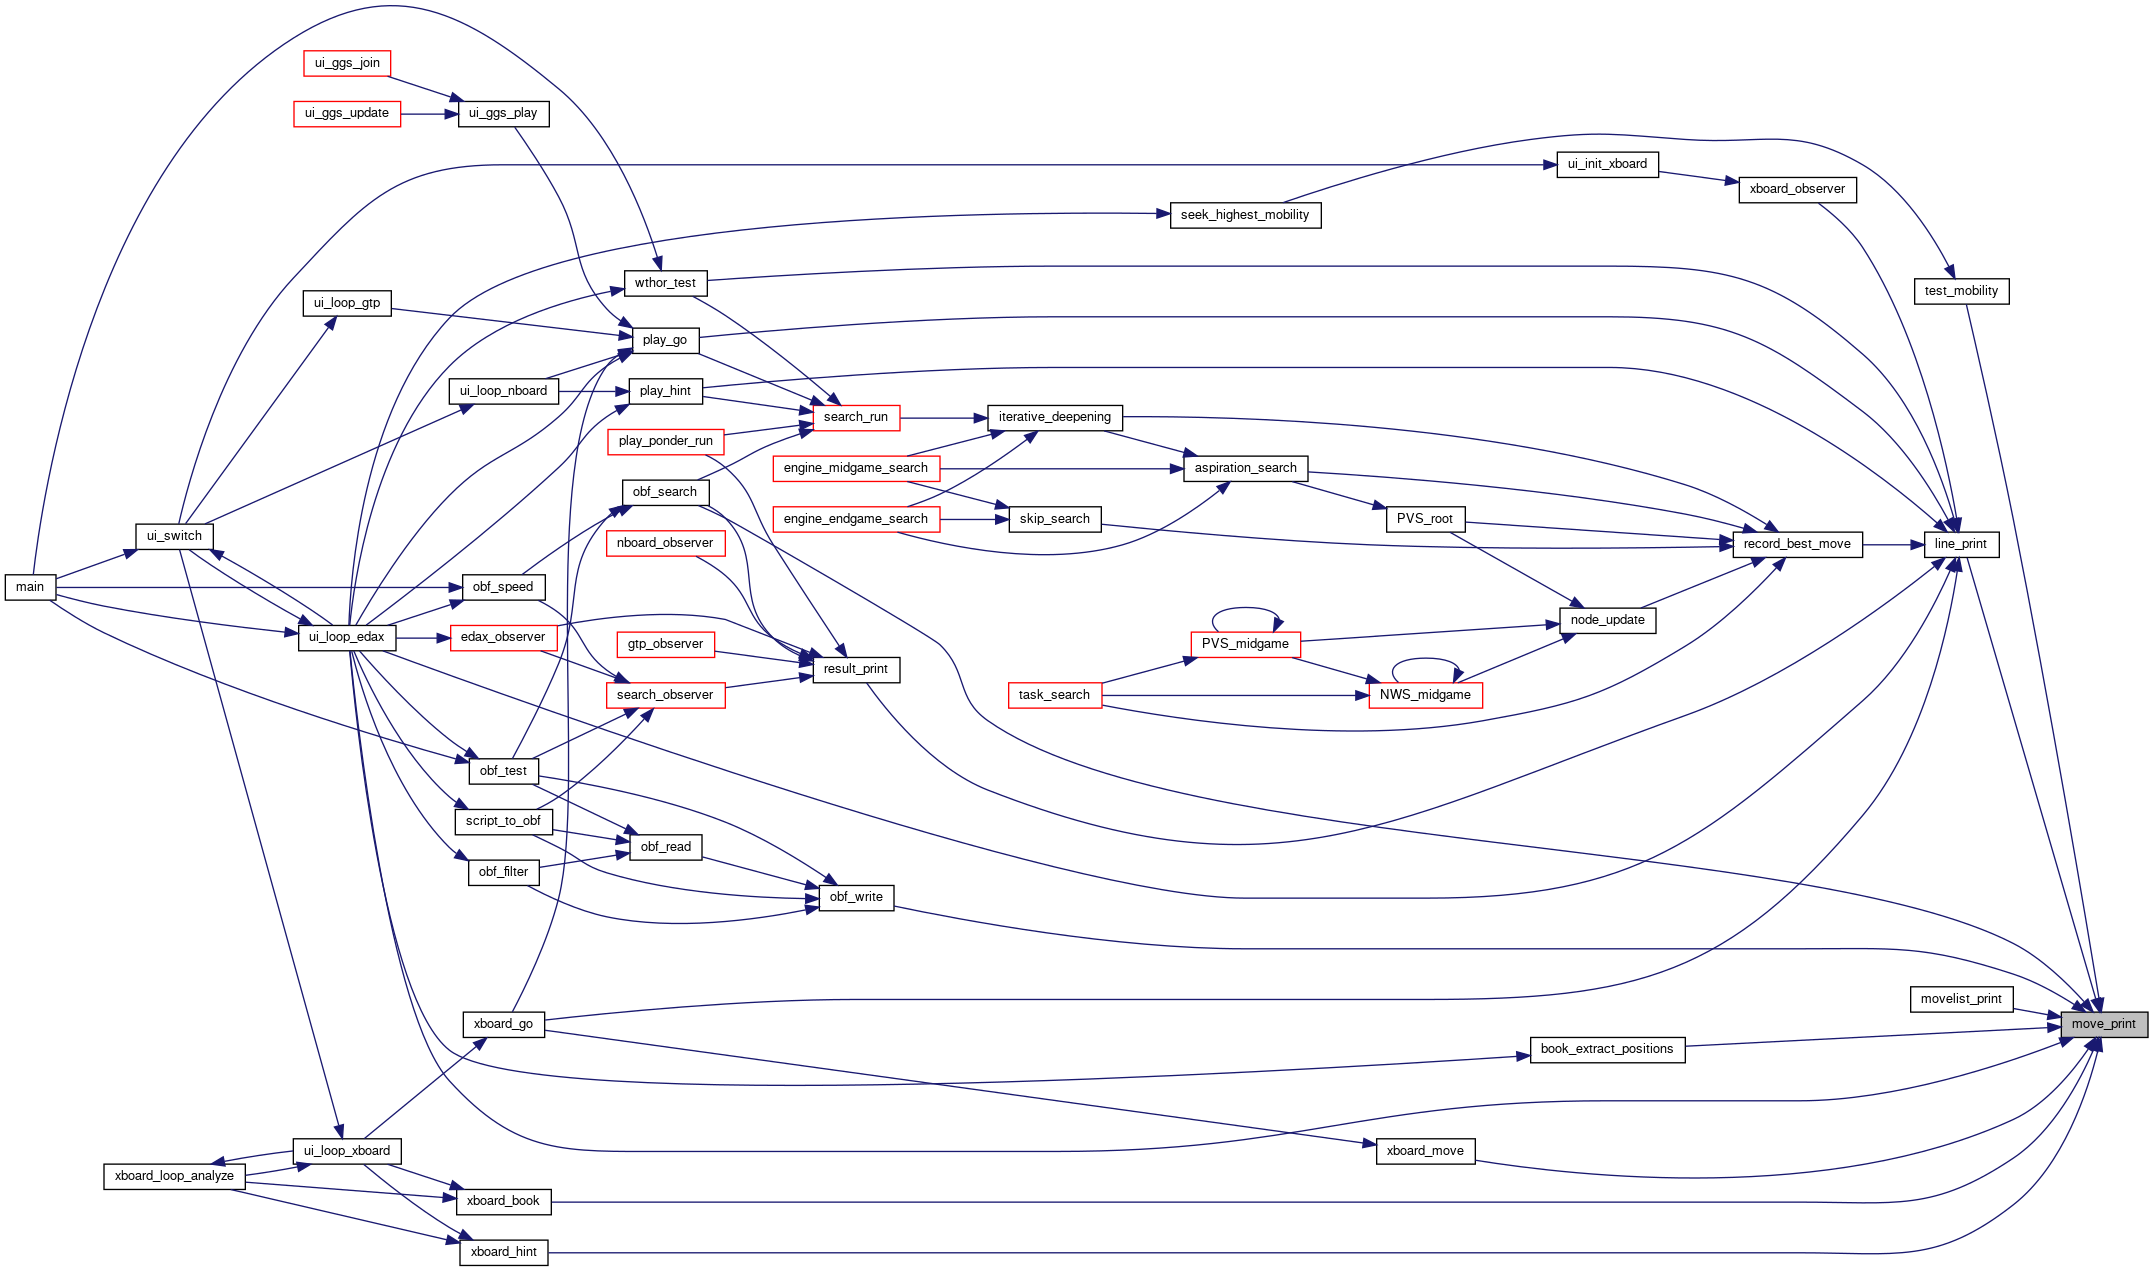 ui_ggs_join
ui_ggs_update
ui_ggs_play
ui_init_xboard
xboard_observer
seek_highest_mobility
wthor_test
test_mobility
ui_loop_gtp
play_go
ui_loop_nboard
play_hint
search_run
iterative_deepening
play_ponder_run
engine_midgame_search
aspiration_search
obf_search
engine_endgame_search
skip_search
PVS_root
ui_switch
nboard_observer
record_best_move
line_print
main
obf_speed
node_update
ui_loop_edax
edax_observer
gtp_observer
PVS_midgame
result_print
search_observer
task_search
NWS_midgame
obf_test
script_to_obf
obf_read
obf_filter
obf_write
movelist_print
xboard_go
move_print
book_extract_positions
ui_loop_xboard
xboard_move
xboard_loop_analyze
xboard_book
xboard_hint